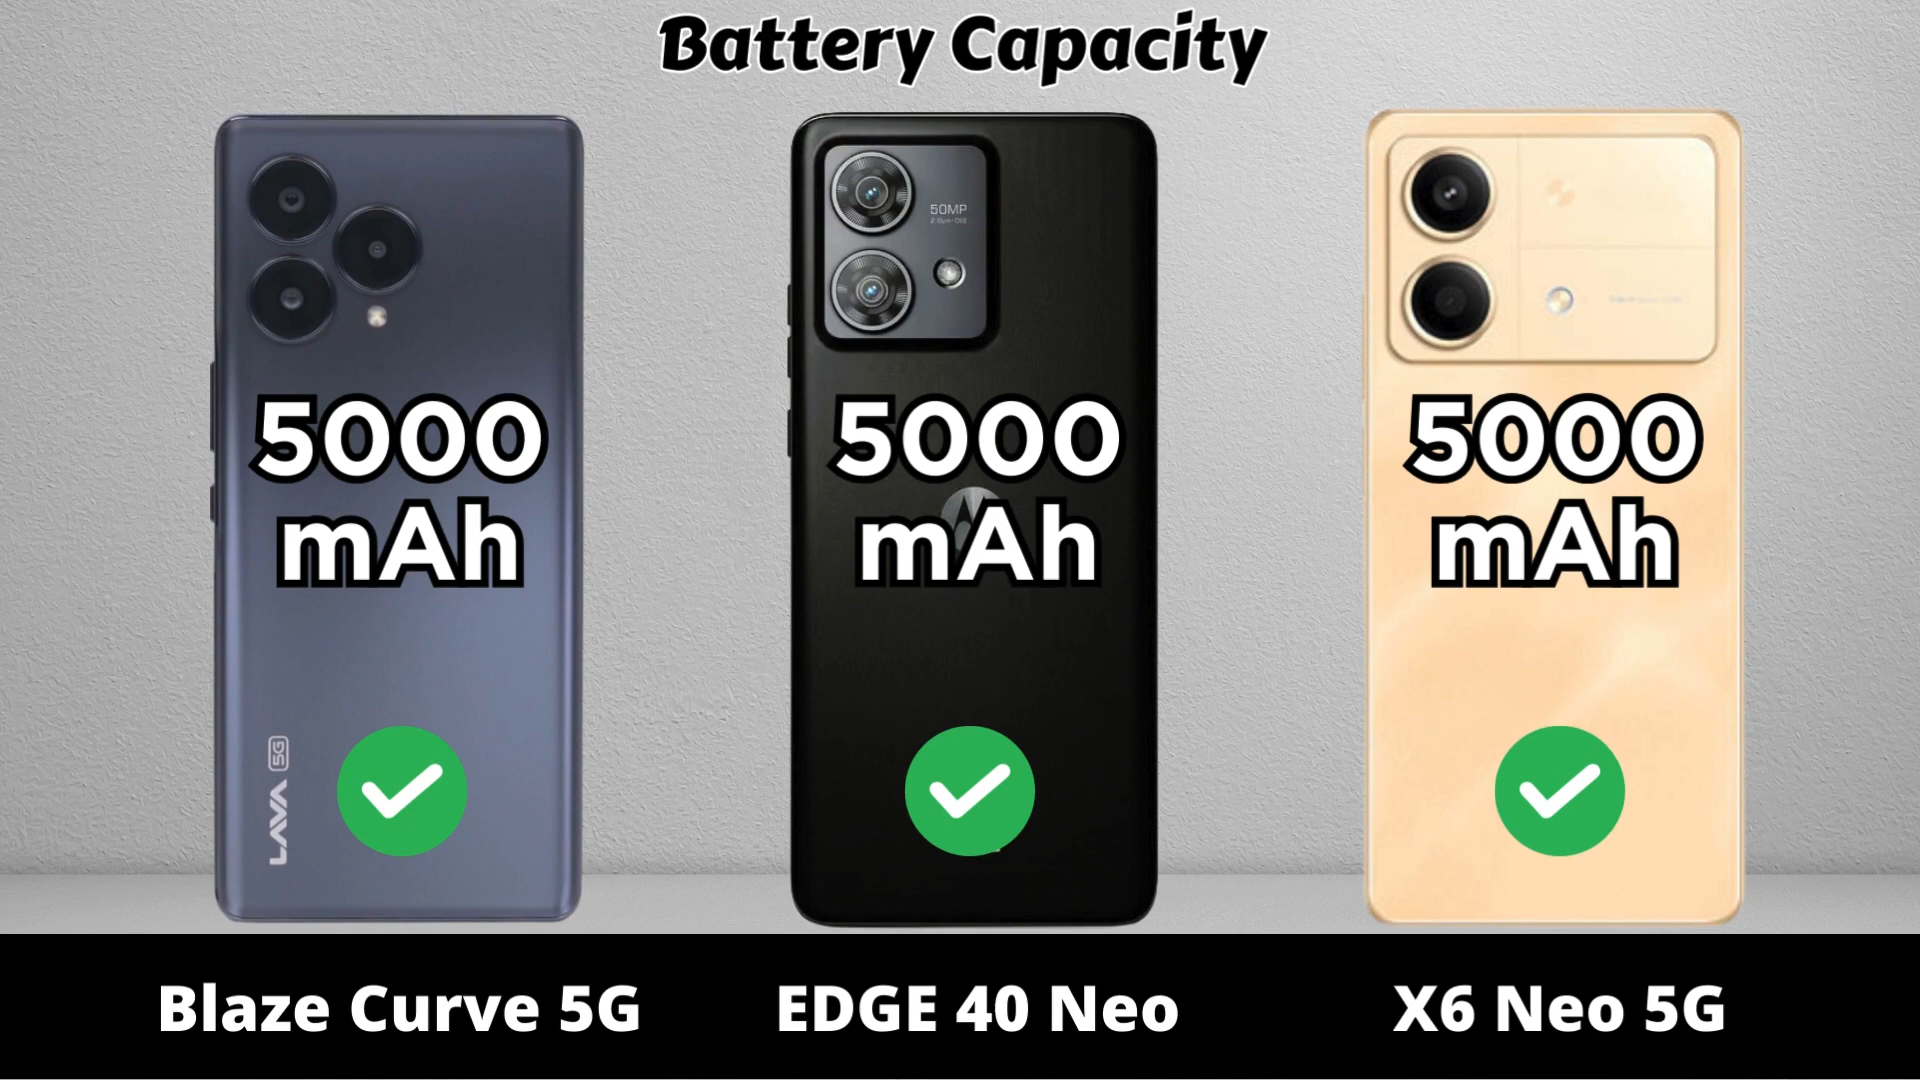 Battery Capacity
50MP
5000
mAh
5000
mAh
5000
mAh
LAVA 5G
Blaze Curve 5G
EDGE 40 Neo
X6 Neo 5G